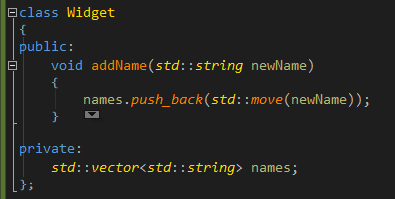 class Widget
{
public:
    void addName(std::string newName)
    {
        names.push_back(std::move(newName));
    }

private:
    std::vector<std::string> names;
};